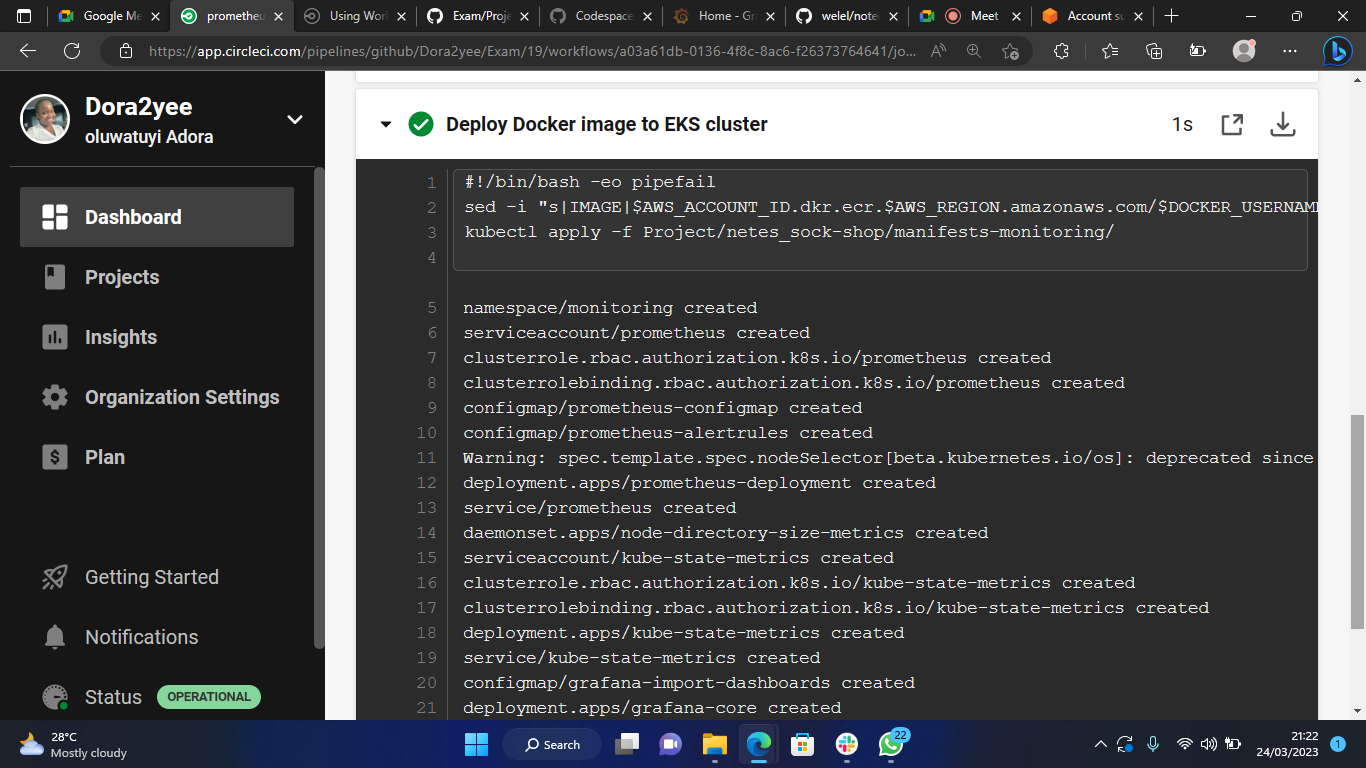 Google Me
promethe
Using Wor
Exam/Proje
Codespace
Home - Gr
welel/note
Meet
Account su
https://app.circleci.com/pipelines/github/Dora2yee/Exam/19/workflows/a03a61db-0136-4f8c-8ac6-f26373764641/jo...
Dora2yee
oluwatuyi Adora
Dashboard
Projects
Insights
Organization Settings
Plan
Getting Started
Notifications
Status OPERATIONAL
Deploy Docker image to EKS cluster 1s
1 #!/bin/bash -eo pipefail
2 sed -i "s|IMAGE|$AWS_ACCOUNT_ID.dkr.ecr.$AWS_REGION.amazonaws.com/$DOCKER_USERNAM
3 kubectl apply -f Project/netes_sock-shop/manifests-monitoring/
4
5 namespace/monitoring created
6 serviceaccount/prometheus created
7 clusterrole.rbac.authorization.k8s.io/prometheus created
8 clusterrolebinding.rbac.authorization.k8s.io/prometheus created
9 configmap/prometheus-configmap created
10 configmap/prometheus-alertrules created
11 Warning: spec.template.spec.nodeSelector[beta.kubernetes.io/os]: deprecated since
12 deployment.apps/prometheus-deployment created
13 service/prometheus created
14 daemonset.apps/node-directory-size-metrics created
15 serviceaccount/kube-state-metrics created
16 clusterrole.rbac.authorization.k8s.io/kube-state-metrics created
17 clusterrolebinding.rbac.authorization.k8s.io/kube-state-metrics created
18 deployment.apps/kube-state-metrics created
19 service/kube-state-metrics created
20 configmap/grafana-import-dashboards created
21 deployment.apps/grafana-core created
28°C
Mostly cloudy
Search
22
21:22
24/03/2023
1